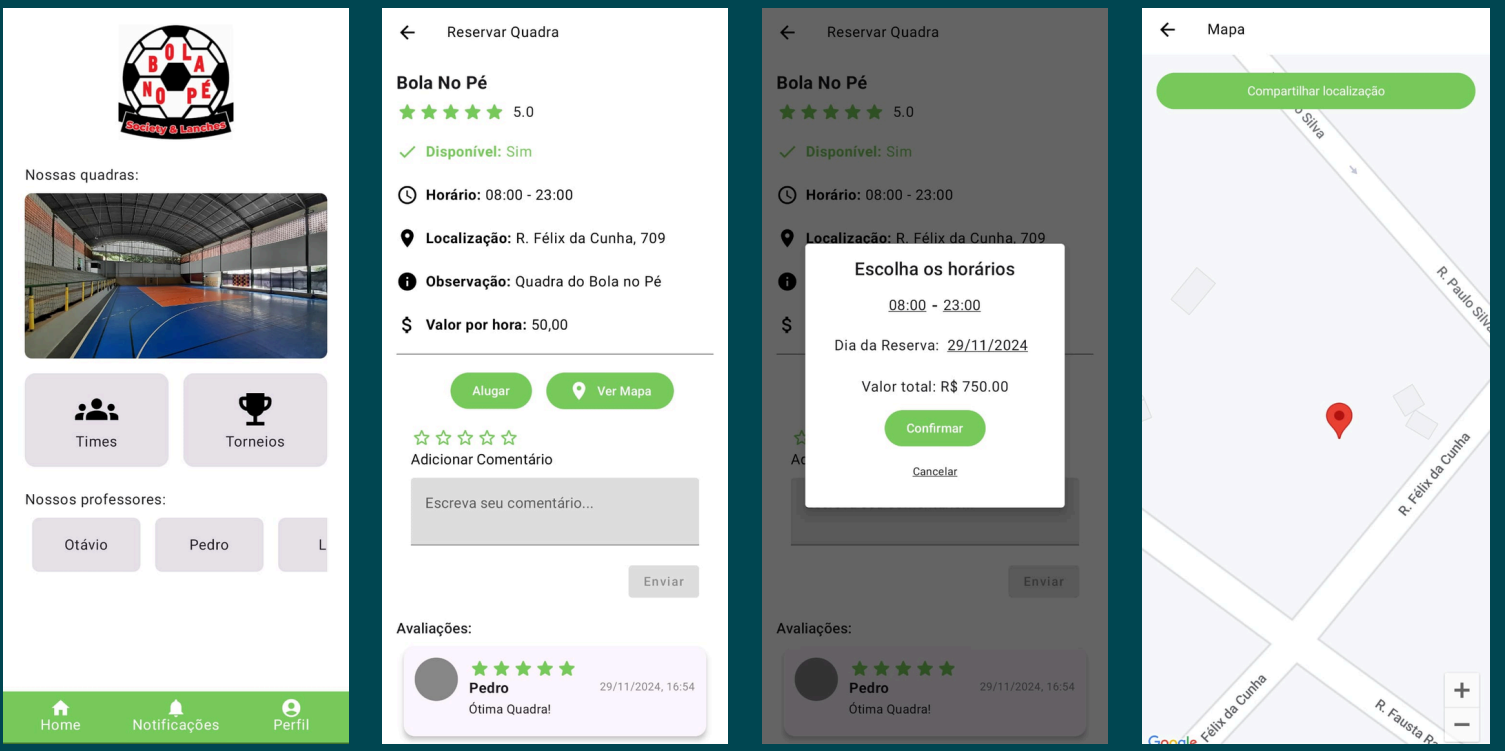 BOLA
NO PÉ
Society & Lanches
Nossas quadras:
Times
Torneios
Nossos professores:
Otávio
Pedro
L
Home
Notificações
Perfil
Reservar Quadra
Bola No Pé
5.0
Disponível: Sim
Horário: 08:00 - 23:00
Localização: R. Félix da Cunha, 709
Observação: Quadra do Bola no Pé
$ Valor por hora: 50,00
Alugar
Ver Mapa
Adicionar Comentário
Escreva seu comentário...
Enviar
Avaliações:
Pedro
29/11/2024, 16:54
Ótima Quadra!
Reservar Quadra
Bola No Pé
5.0
Disponível: Sim
Horário: 08:00 - 23:00
Localização: R. Félix da Cunha, 709
$
Escolha os horários
08:00 - 23:00
Dia da Reserva: 29/11/2024
Valor total: R$ 750.00
Confirmar
Cancelar
Enviar
Avaliações:
Pedro
29/11/2024, 16:54
Ótima Quadra!
Mapa
Compartilhar localização
Silva
R. Paulo Silva
R. Félix da Cunha
Félix da Cunha
R. Fausta
Google